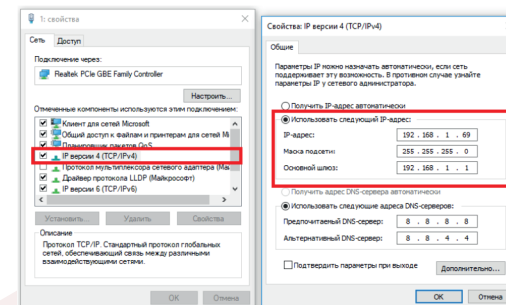 1: свойства
Сеть Доступ
Подключение через:
Realtek PCIe GBE Family Controller
Настроить...
Отмеченные компоненты используются этим подключением:
Клиент для сетей Microsoft
Общий доступ к файлам и принтерам для сетей Mi
Планировщик пакетов QoS
IP версии 4 (TCP/IPv4)
Протокол мультиплексора сетевого адаптера (Ма
Драйвер протокола LLDP (Майкрософт)
IP версии 6 (TCP/IPv6)
Установить... Удалить Свойства
Описание
Протокол TCP/IP. Стандартный протокол глобальных
сетей, обеспечивающий связь между различными
взаимодействующими сетями.
ОК Отмена
Свойства: IP версии 4 (TCP/IPv4)
Общие
Параметры IP можно назначать автоматически, если сеть
поддерживает эту возможность. В противном случае узнайте
параметры IP у сетевого администратора.
Получить IP-адрес автоматически
Использовать следующий IP-адрес:
IP-адрес: 192 . 168 . 1 . 69
Маска подсети: 255 . 255 . 255 . 0
Основной шлюз: 192 . 168 . 1 . 1
Получить адрес DNS-сервера автоматически
Использовать следующие адреса DNS-серверов:
Предпочитаемый DNS-сервер: 8 . 8 . 8 . 8
Альтернативный DNS-сервер: 8 . 8 . 4 . 4
Подтвердить параметры при выходе Дополнительно...
ОК Отмена